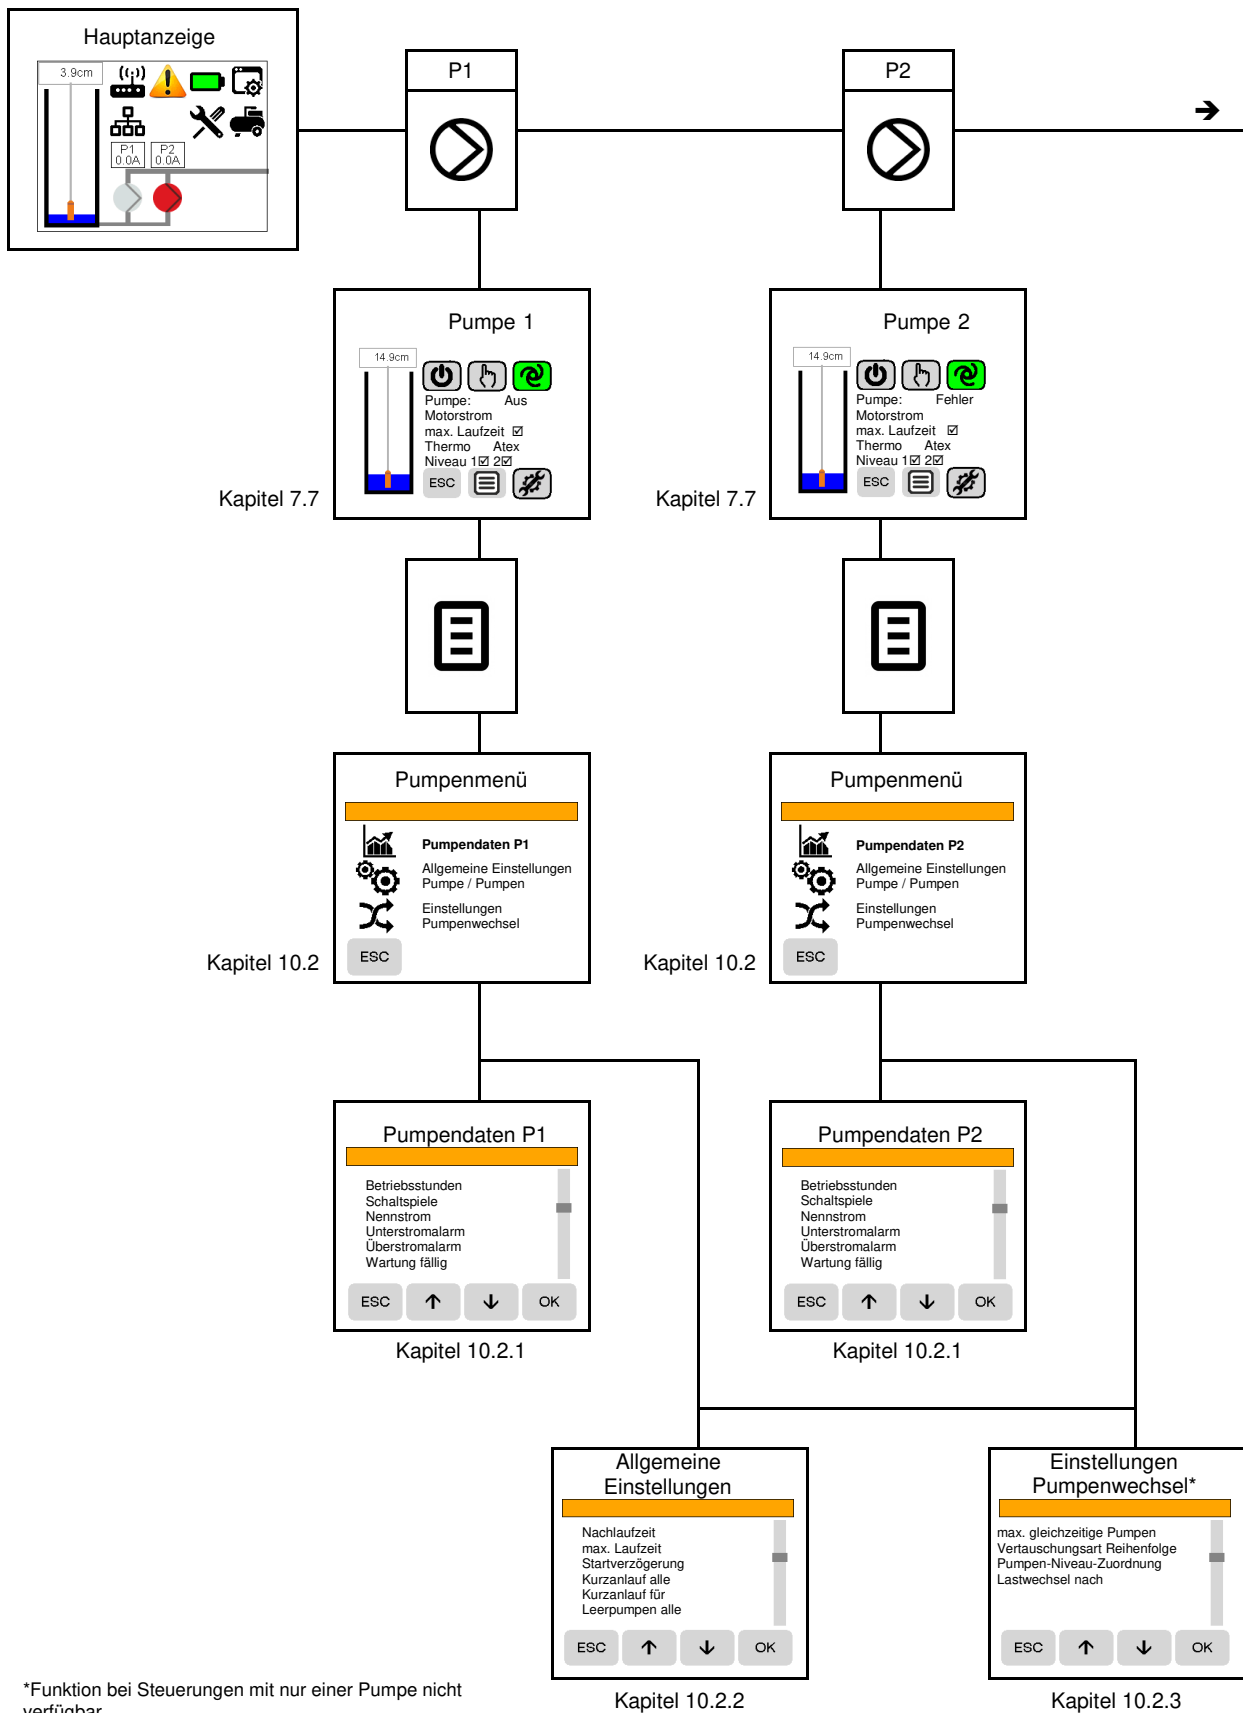 Hauptanzeige
3.9cm
P1
0.0A
P2
0.0A
P1
P2
➔
Pumpe 1
14.9cm
Pumpe: Aus
Motorstrom
max. Laufzeit ☑
Thermo Atex
Niveau 1☑ 2☑
ESC
Kapitel 7.7
Pumpe 2
14.9cm
Pumpe: Fehler
Motorstrom
max. Laufzeit ☑
Thermo Atex
Niveau 1☑ 2☑
ESC
Kapitel 7.7
Pumpenmenü
Pumpendaten P1
Allgemeine Einstellungen
Pumpe / Pumpen
Einstellungen
Pumpenwechsel
ESC
Kapitel 10.2
Pumpenmenü
Pumpendaten P2
Allgemeine Einstellungen
Pumpe / Pumpen
Einstellungen
Pumpenwechsel
ESC
Kapitel 10.2
Pumpendaten P1
Betriebsstunden
Schaltspiele
Nennstrom
Unterstromalarm
Überstromalarm
Wartung fällig
ESC ↑ ↓ OK
Kapitel 10.2.1
Pumpendaten P2
Betriebsstunden
Schaltspiele
Nennstrom
Unterstromalarm
Überstromalarm
Wartung fällig
ESC ↑ ↓ OK
Kapitel 10.2.1
Allgemeine
Einstellungen
Nachlaufzeit
max. Laufzeit
Startverzögerung
Kurzanlauf alle
Kurzanlauf für
Leerpumpen alle
ESC ↑ ↓ OK
Kapitel 10.2.2
Einstellungen
Pumpenwechsel*
max. gleichzeitige Pumpen
Vertauschungsart Reihenfolge
Pumpen-Niveau-Zuordnung
Lastwechsel nach
ESC ↑ ↓ OK
Kapitel 10.2.3
*Funktion bei Steuerungen mit nur einer Pumpe nicht
verfügbar